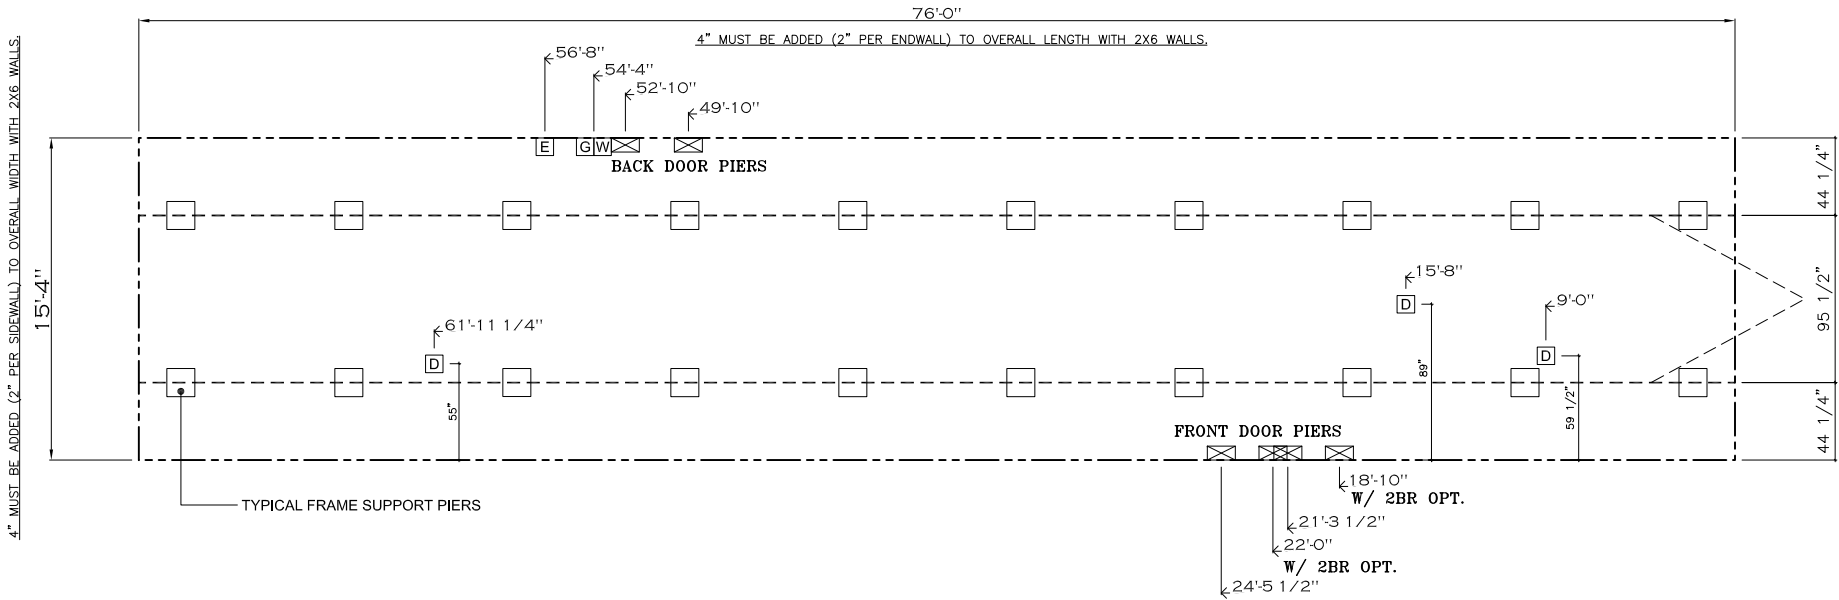 76'-0"
4" MUST BE ADDED (2" PER ENDWALL) TO OVERALL LENGTH WITH 2X6 WALLS.
4" MUST BE ADDED (2" PER SIDEWALL) TO OVERALL WIDTH WITH 2X6 WALLS.
15'-4"
56'-8"
54'-4"
52'-10"
49'-10"
E
G
W
BACK DOOR PIERS
44 1/4"
95 1/2"
44 1/4"
15'-8"
D
9'-0"
D
61'-11 1/4"
D
55"
89"
59 1/2"
FRONT DOOR PIERS
18'-10"
W/ 2BR OPT.
21'-3 1/2"
22'-0"
W/ 2BR OPT.
24'-5 1/2"
TYPICAL FRAME SUPPORT PIERS